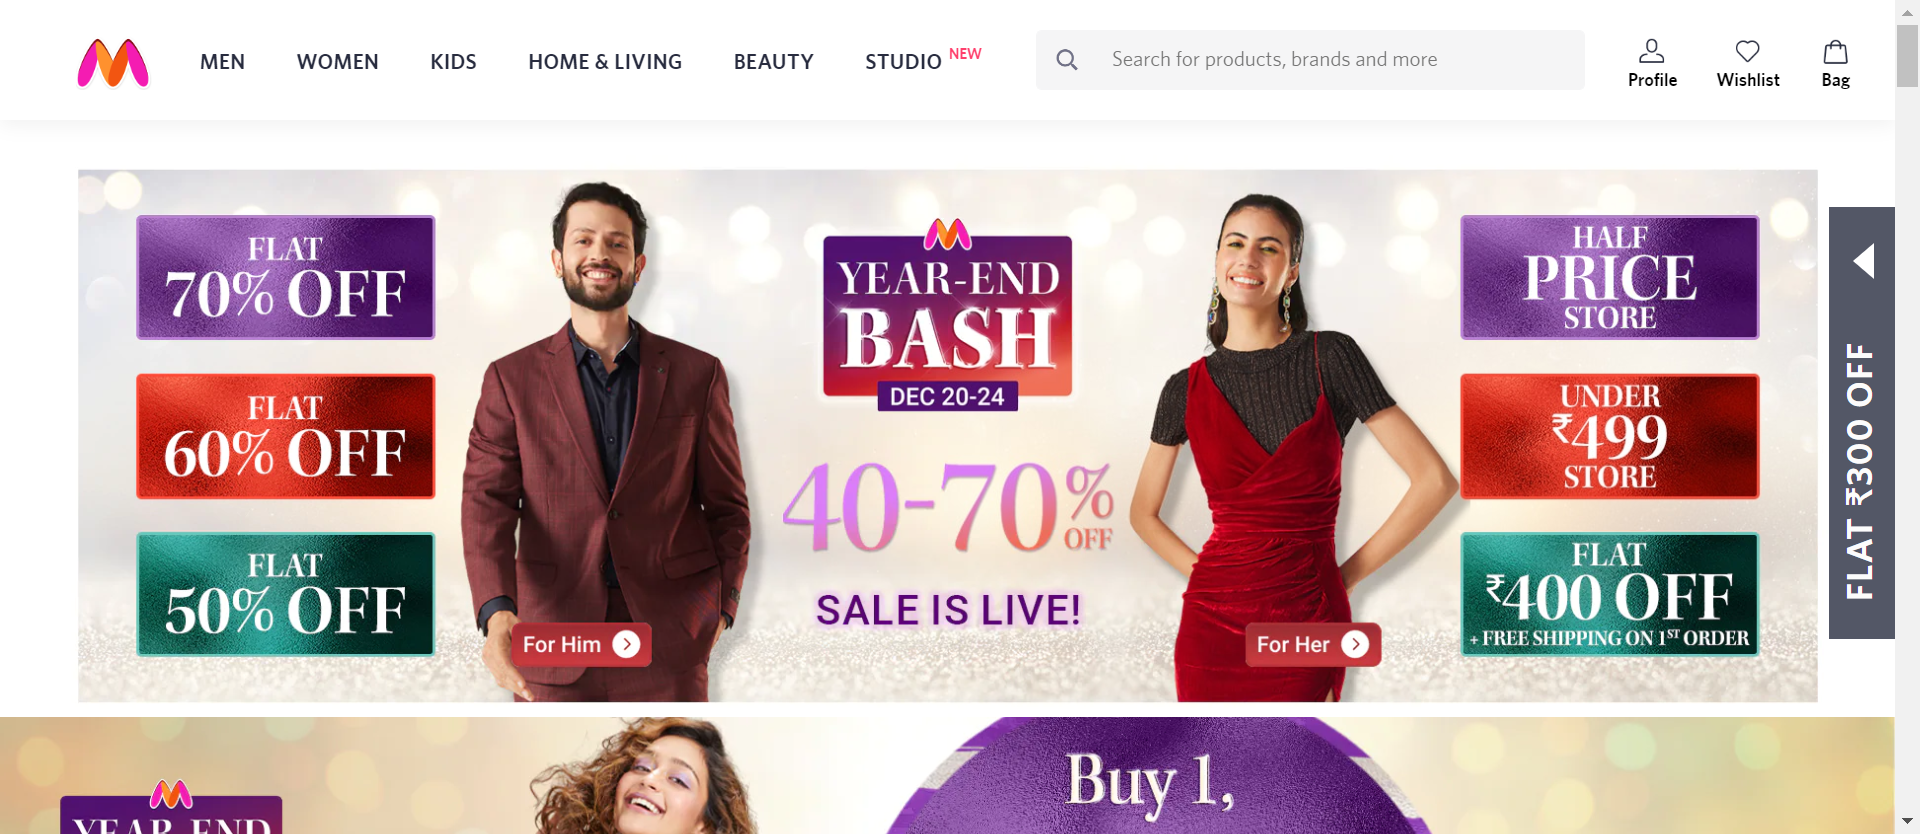 MEN
WOMEN
KIDS
HOME & LIVING
BEAUTY
STUDIO NEW
Search for products, brands and more
Profile
Wishlist
Bag
FLAT
70% OFF
FLAT
60% OFF
FLAT
50% OFF
For Him
YEAR-END
BASH
DEC 20-24
40-70%
OFF
SALE IS LIVE!
For Her
HALF
PRICE
STORE
UNDER
₹499
STORE
FLAT
₹400 OFF
+ FREE SHIPPING ON 1ST ORDER
FLAT ₹300 OFF
YEAR-END
Buy 1,